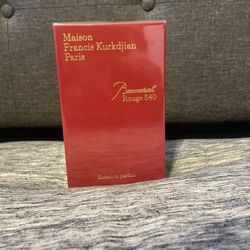 Maison
Francis Kurkdjian
Paris
Baccarat
Rouge 540
Extrait de parfum